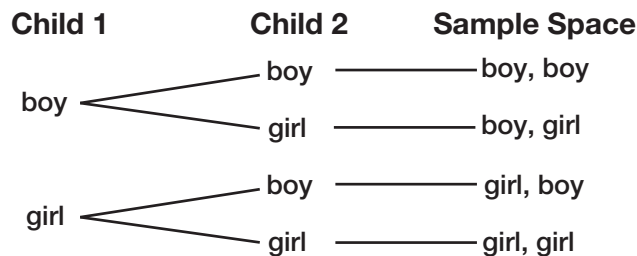 Child 1 Child 2 Sample Space
boy boy boy, boy
girl boy, girl
girl boy girl, boy
girl girl, girl